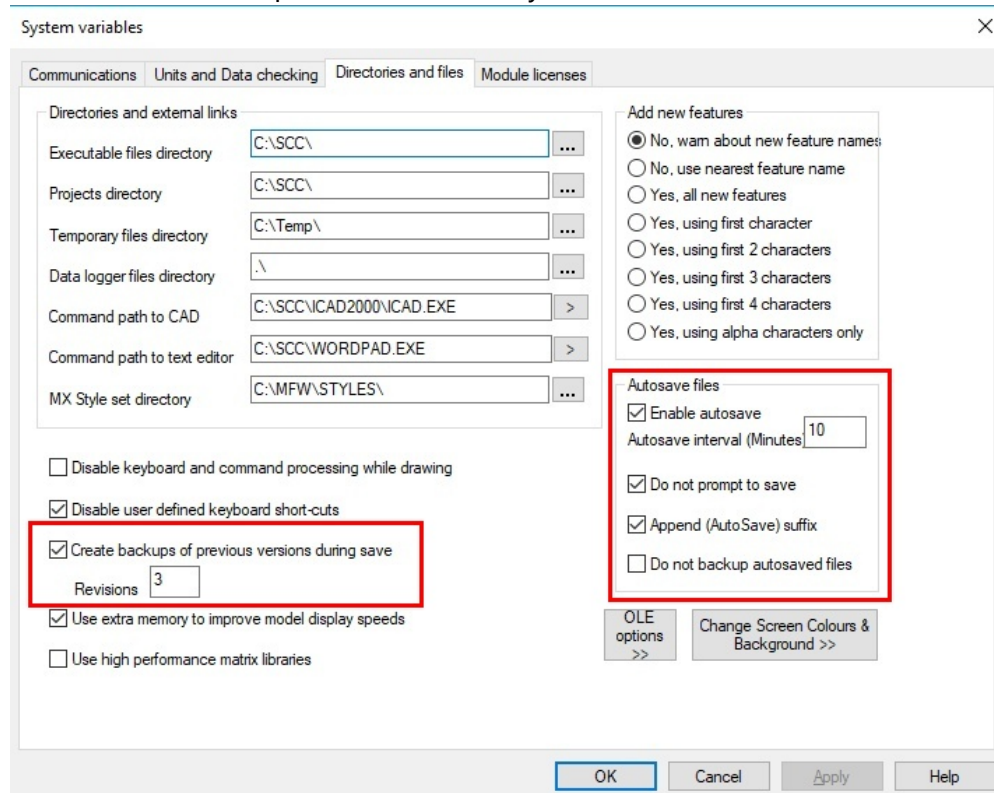 System variables
Communications
Units and Data checking
Directories and files
Module licenses
Directories and external links
Executable files directory
C:\SCC\
...
Projects directory
C:\SCC\
...
Temporary files directory
C:\Temp\
...
Data logger files directory
.\
...
Command path to CAD
C:\SCC\ICAD2000\ICAD.EXE
>
Command path to text editor
C:\SCC\WORDPAD.EXE
>
MX Style set directory
C:\MFW\STYLES\
...
Disable keyboard and command processing while drawing
Disable user defined keyboard short-cuts
Create backups of previous versions during save
Revisions 3
Use extra memory to improve model display speeds
Use high performance matrix libraries
Add new features
No, warn about new feature names
No, use nearest feature name
Yes, all new features
Yes, using first character
Yes, using first 2 characters
Yes, using first 3 characters
Yes, using first 4 characters
Yes, using alpha characters only
Autosave files
Enable autosave
Autosave interval (Minutes 10
Do not prompt to save
Append (AutoSave) suffix
Do not backup autosaved files
OLE
options
>>
Change Screen Colours &
Background >>
OK
Cancel
Apply
Help